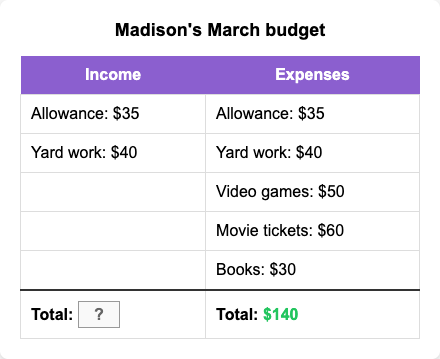 Madison's March budget
Income Expenses
Allowance: $35 Allowance: $35
Yard work: $40 Yard work: $40
Video games: $50
Movie tickets: $60
Books: $30
Total: ? Total: $140